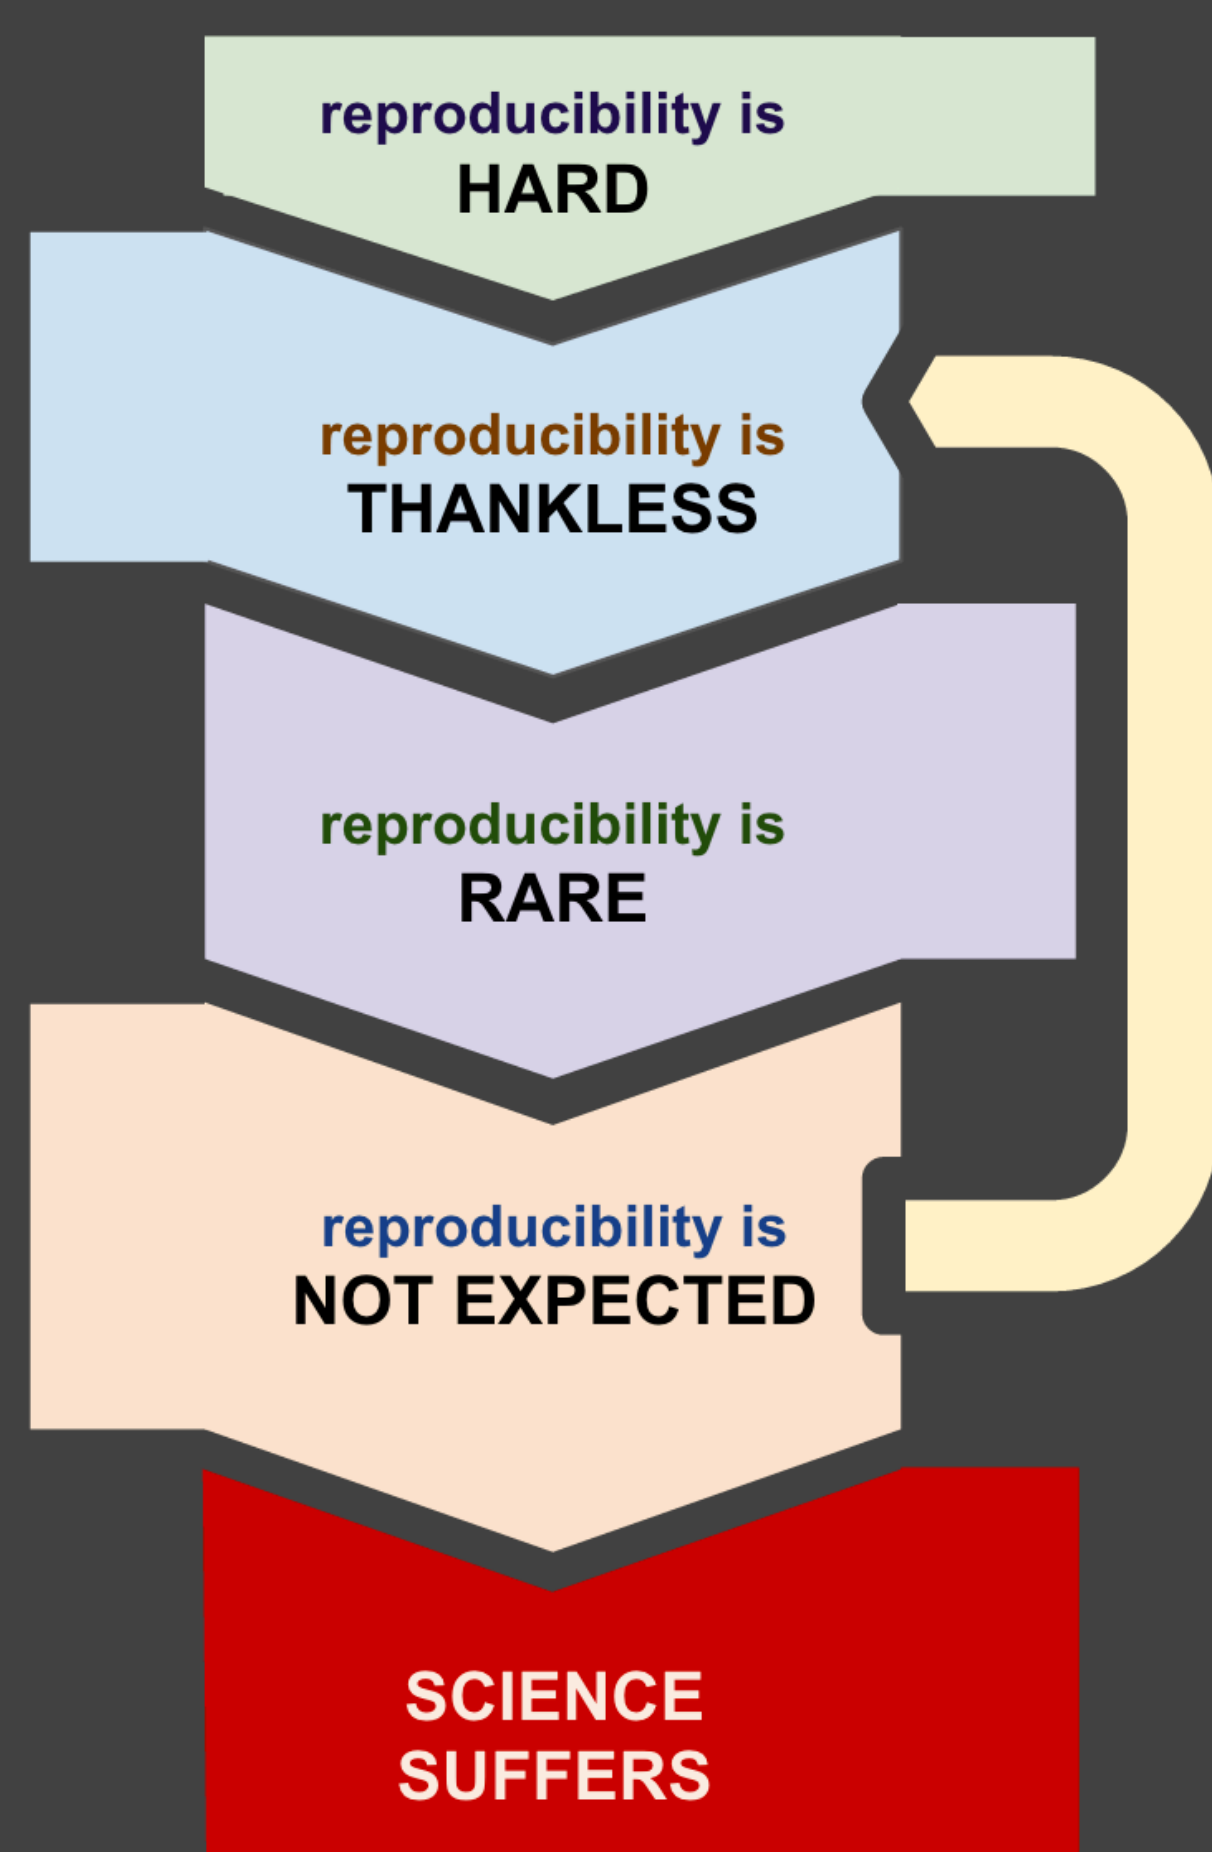 reproducibility is
HARD
reproducibility is
THANKLESS
reproducibility is
RARE
reproducibility is
NOT EXPECTED
SCIENCE
SUFFERS